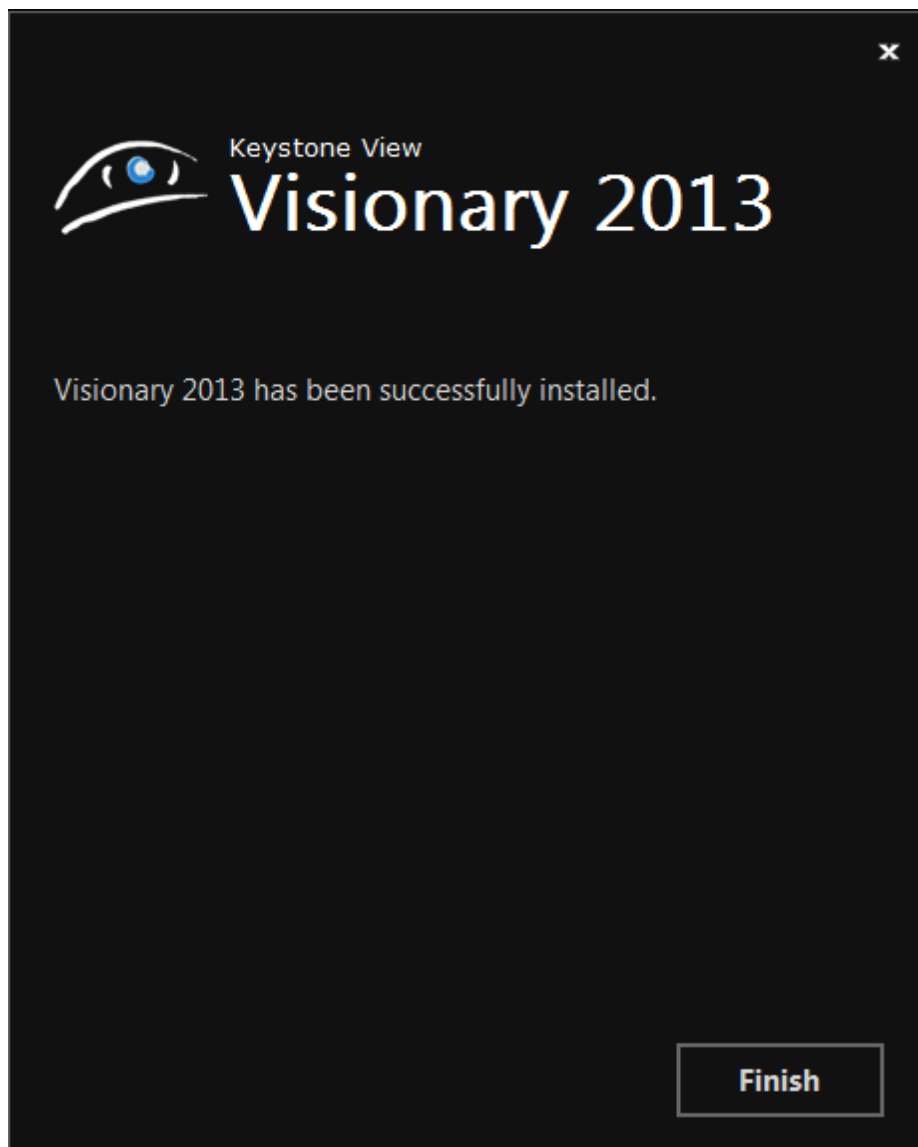 Keystone View
Visionary 2013
Visionary 2013 has been successfully installed.
Finish